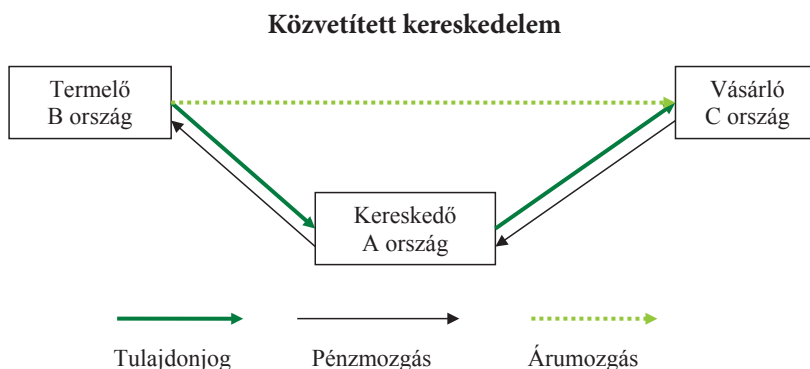 Közvetített kereskedelem
Termelő
B ország
Vásárló
C ország
Kereskedő
A ország
Tulajdonjog
Pénzmozgás
Árumozgás